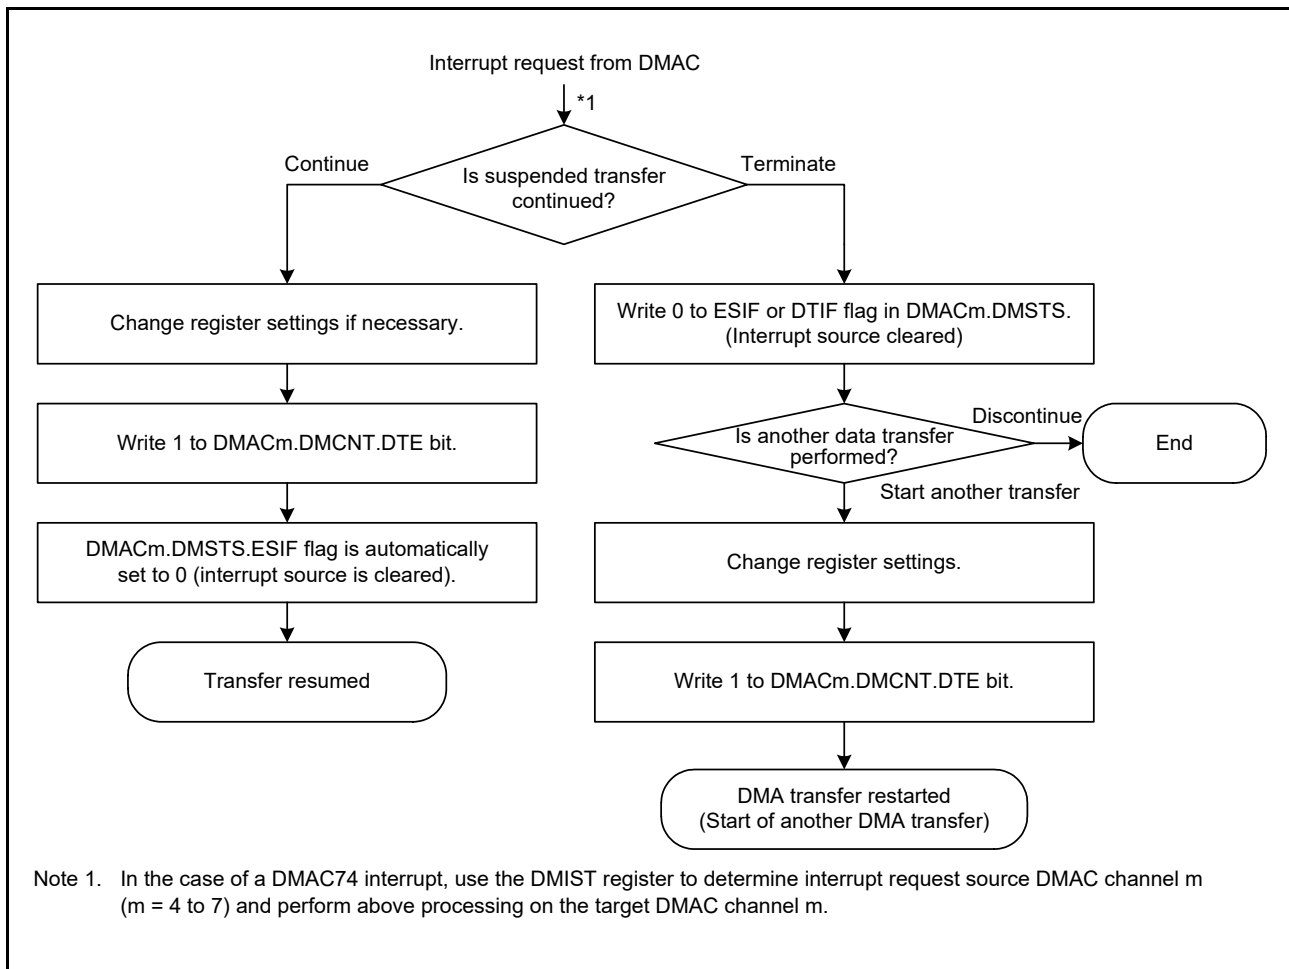 Interrupt request from DMAC
*1
Is suspended transfer
continued?
Continue
Terminate
Change register settings if necessary.
Write 1 to DMACm.DMCNT.DTE bit.
DMACm.DMSTS.ESIF flag is automatically
set to 0 (interrupt source is cleared).
Transfer resumed
Write 0 to ESIF or DTIF flag in DMACm.DMSTS.
(Interrupt source cleared)
Is another data transfer
performed?
Discontinue
End
Start another transfer
Change register settings.
Write 1 to DMACm.DMCNT.DTE bit.
DMA transfer restarted
(Start of another DMA transfer)
Note 1. In the case of a DMAC74 interrupt, use the DMIST register to determine interrupt request source DMAC channel m
(m = 4 to 7) and perform above processing on the target DMAC channel m.